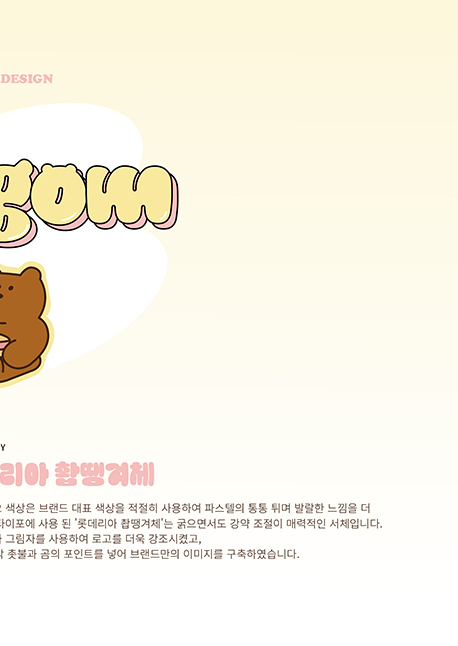 DESIGN
gom
Y
리아 촵땡겨체
색상은 브랜드 대표 색상을 적절히 사용하여 파스텔의 통통 튀며 발랄한 느낌을 더
타이포에 사용 된 '롯데리아 촵땡겨체'는 굵으면서도 강약 조절이 매력적인 서체입니다.
그림자를 사용하여 로고를 더욱 강조시켰고,
촛불과 곰의 포인트를 넣어 브랜드만의 이미지를 구축하였습니다.